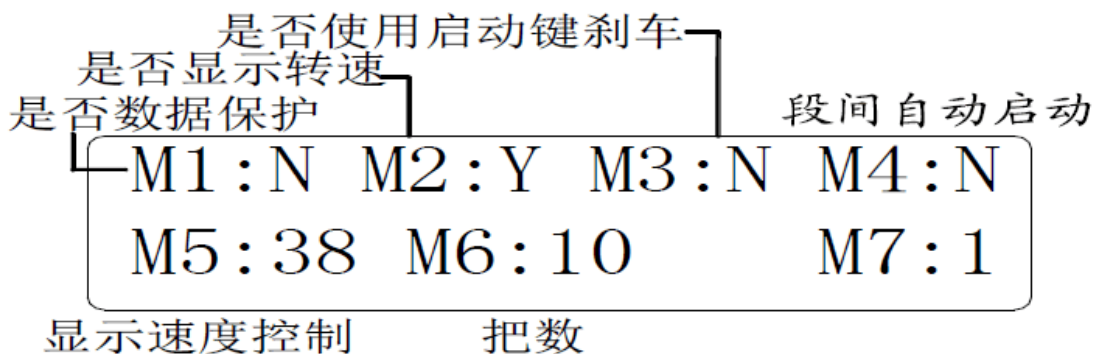 是否使用启动键刹车
是否显示转速
是否数据保护
段间自动启动
M1:N M2:Y M3:N M4:N
M5:38 M6:10 M7:1
显示速度控制 把数